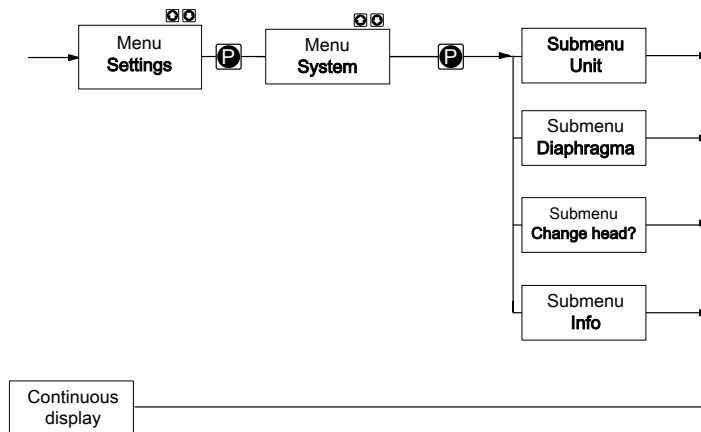 Menu
Settings
P
Menu
System
P
Submenu
Unit
Submenu
Diaphragma
Submenu
Change head?
Submenu
Info
Continuous
display